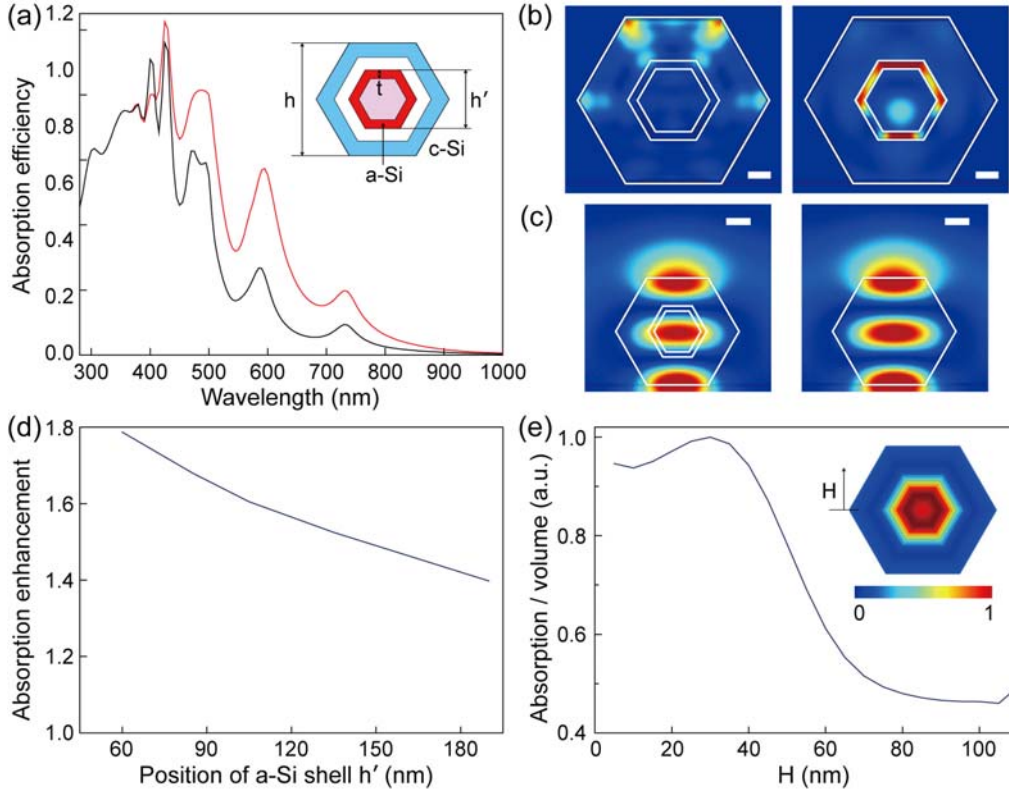 (a)
Absorption efficiency
1.2
1.0
0.8
0.6
0.4
0.2
0.0
300 400 500 600 700 800 900 1000
Wavelength (nm)
h
t
h′
c-Si
a-Si
(b)
(c)
(d)
Absorption enhancement
1.8
1.6
1.4
1.2
1.0
60 90 120 150 180
Position of a-Si shell h′ (nm)
(e)
Absorption / volume (a.u.)
1.0
0.8
0.6
0.4
0 20 40 60 80 100
H (nm)
H
0 1